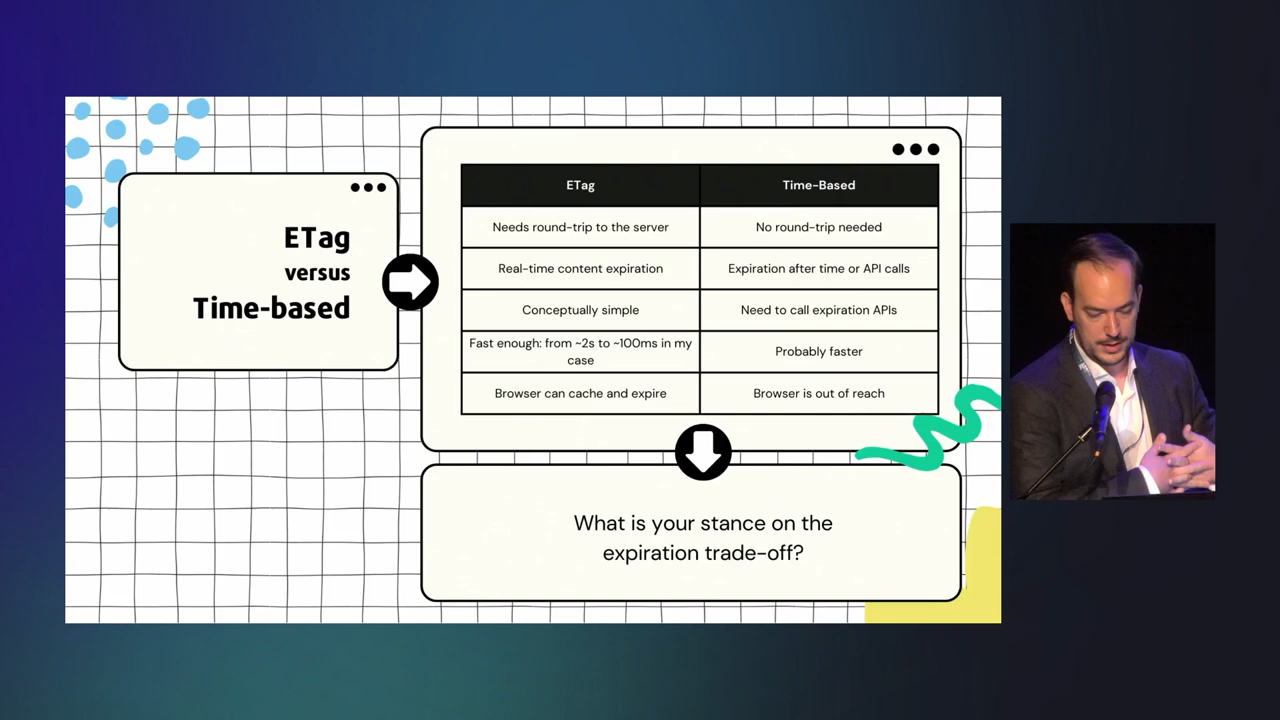 ETag
versus
Time-based
ETag
Time-Based
Needs round-trip to the server
No round-trip needed
Real-time content expiration
Expiration after time or API calls
Conceptually simple
Need to call expiration APIs
Fast enough: from ~2s to ~100ms in my
case
Probably faster
Browser can cache and expire
Browser is out of reach
What is your stance on the
expiration trade-off?